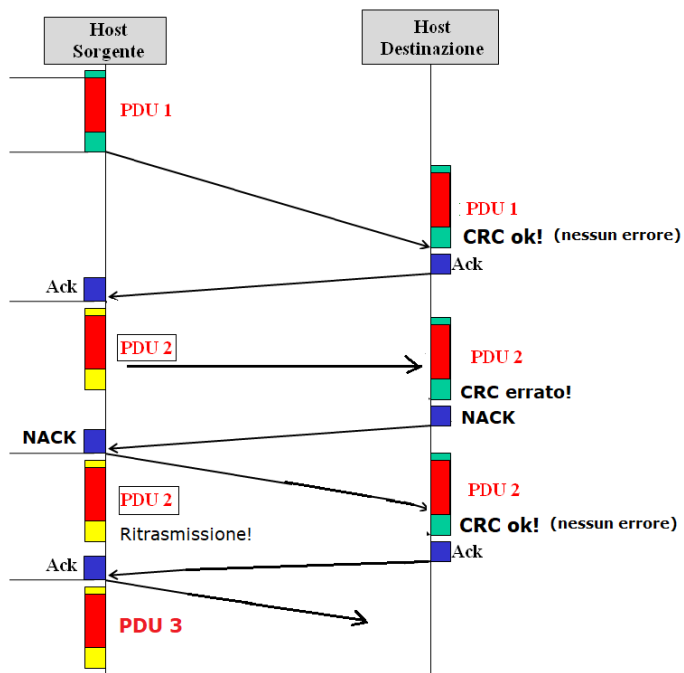 Host
Sorgente
Host
Destinazione
PDU 1
PDU 1
CRC ok! (nessun errore)
Ack
Ack
PDU 2
PDU 2
CRC errato!
NACK
NACK
PDU 2
PDU 2
CRC ok! (nessun errore)
Ritrasmissione!
Ack
Ack
PDU 3